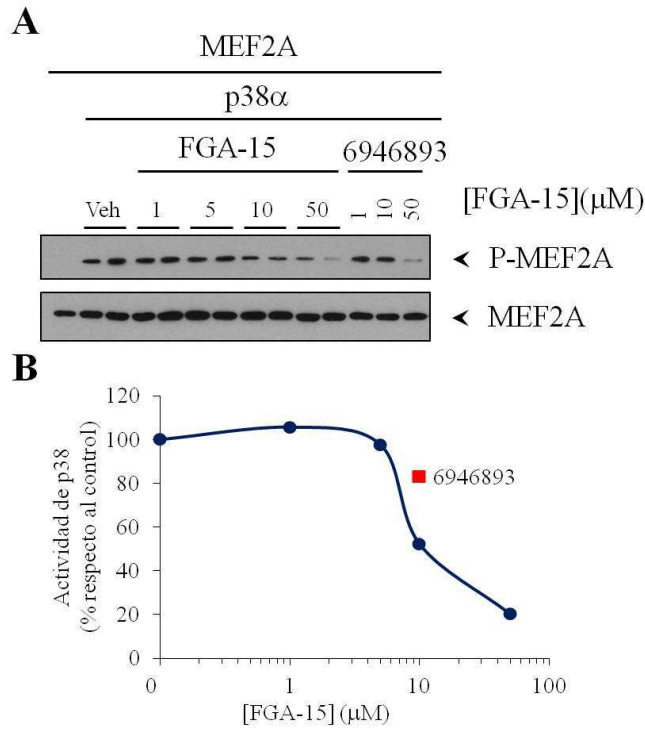 A
MEF2A
p38α
FGA-15 6946893
Veh 1 5 10 50 1 10 50 [FGA-15](μM)
P-MEF2A
MEF2A
B
120
100
80
60
40
20
0
Actividad de p38
(% respecto al control)
6946893
0 1 10 100
[FGA-15] (μM)